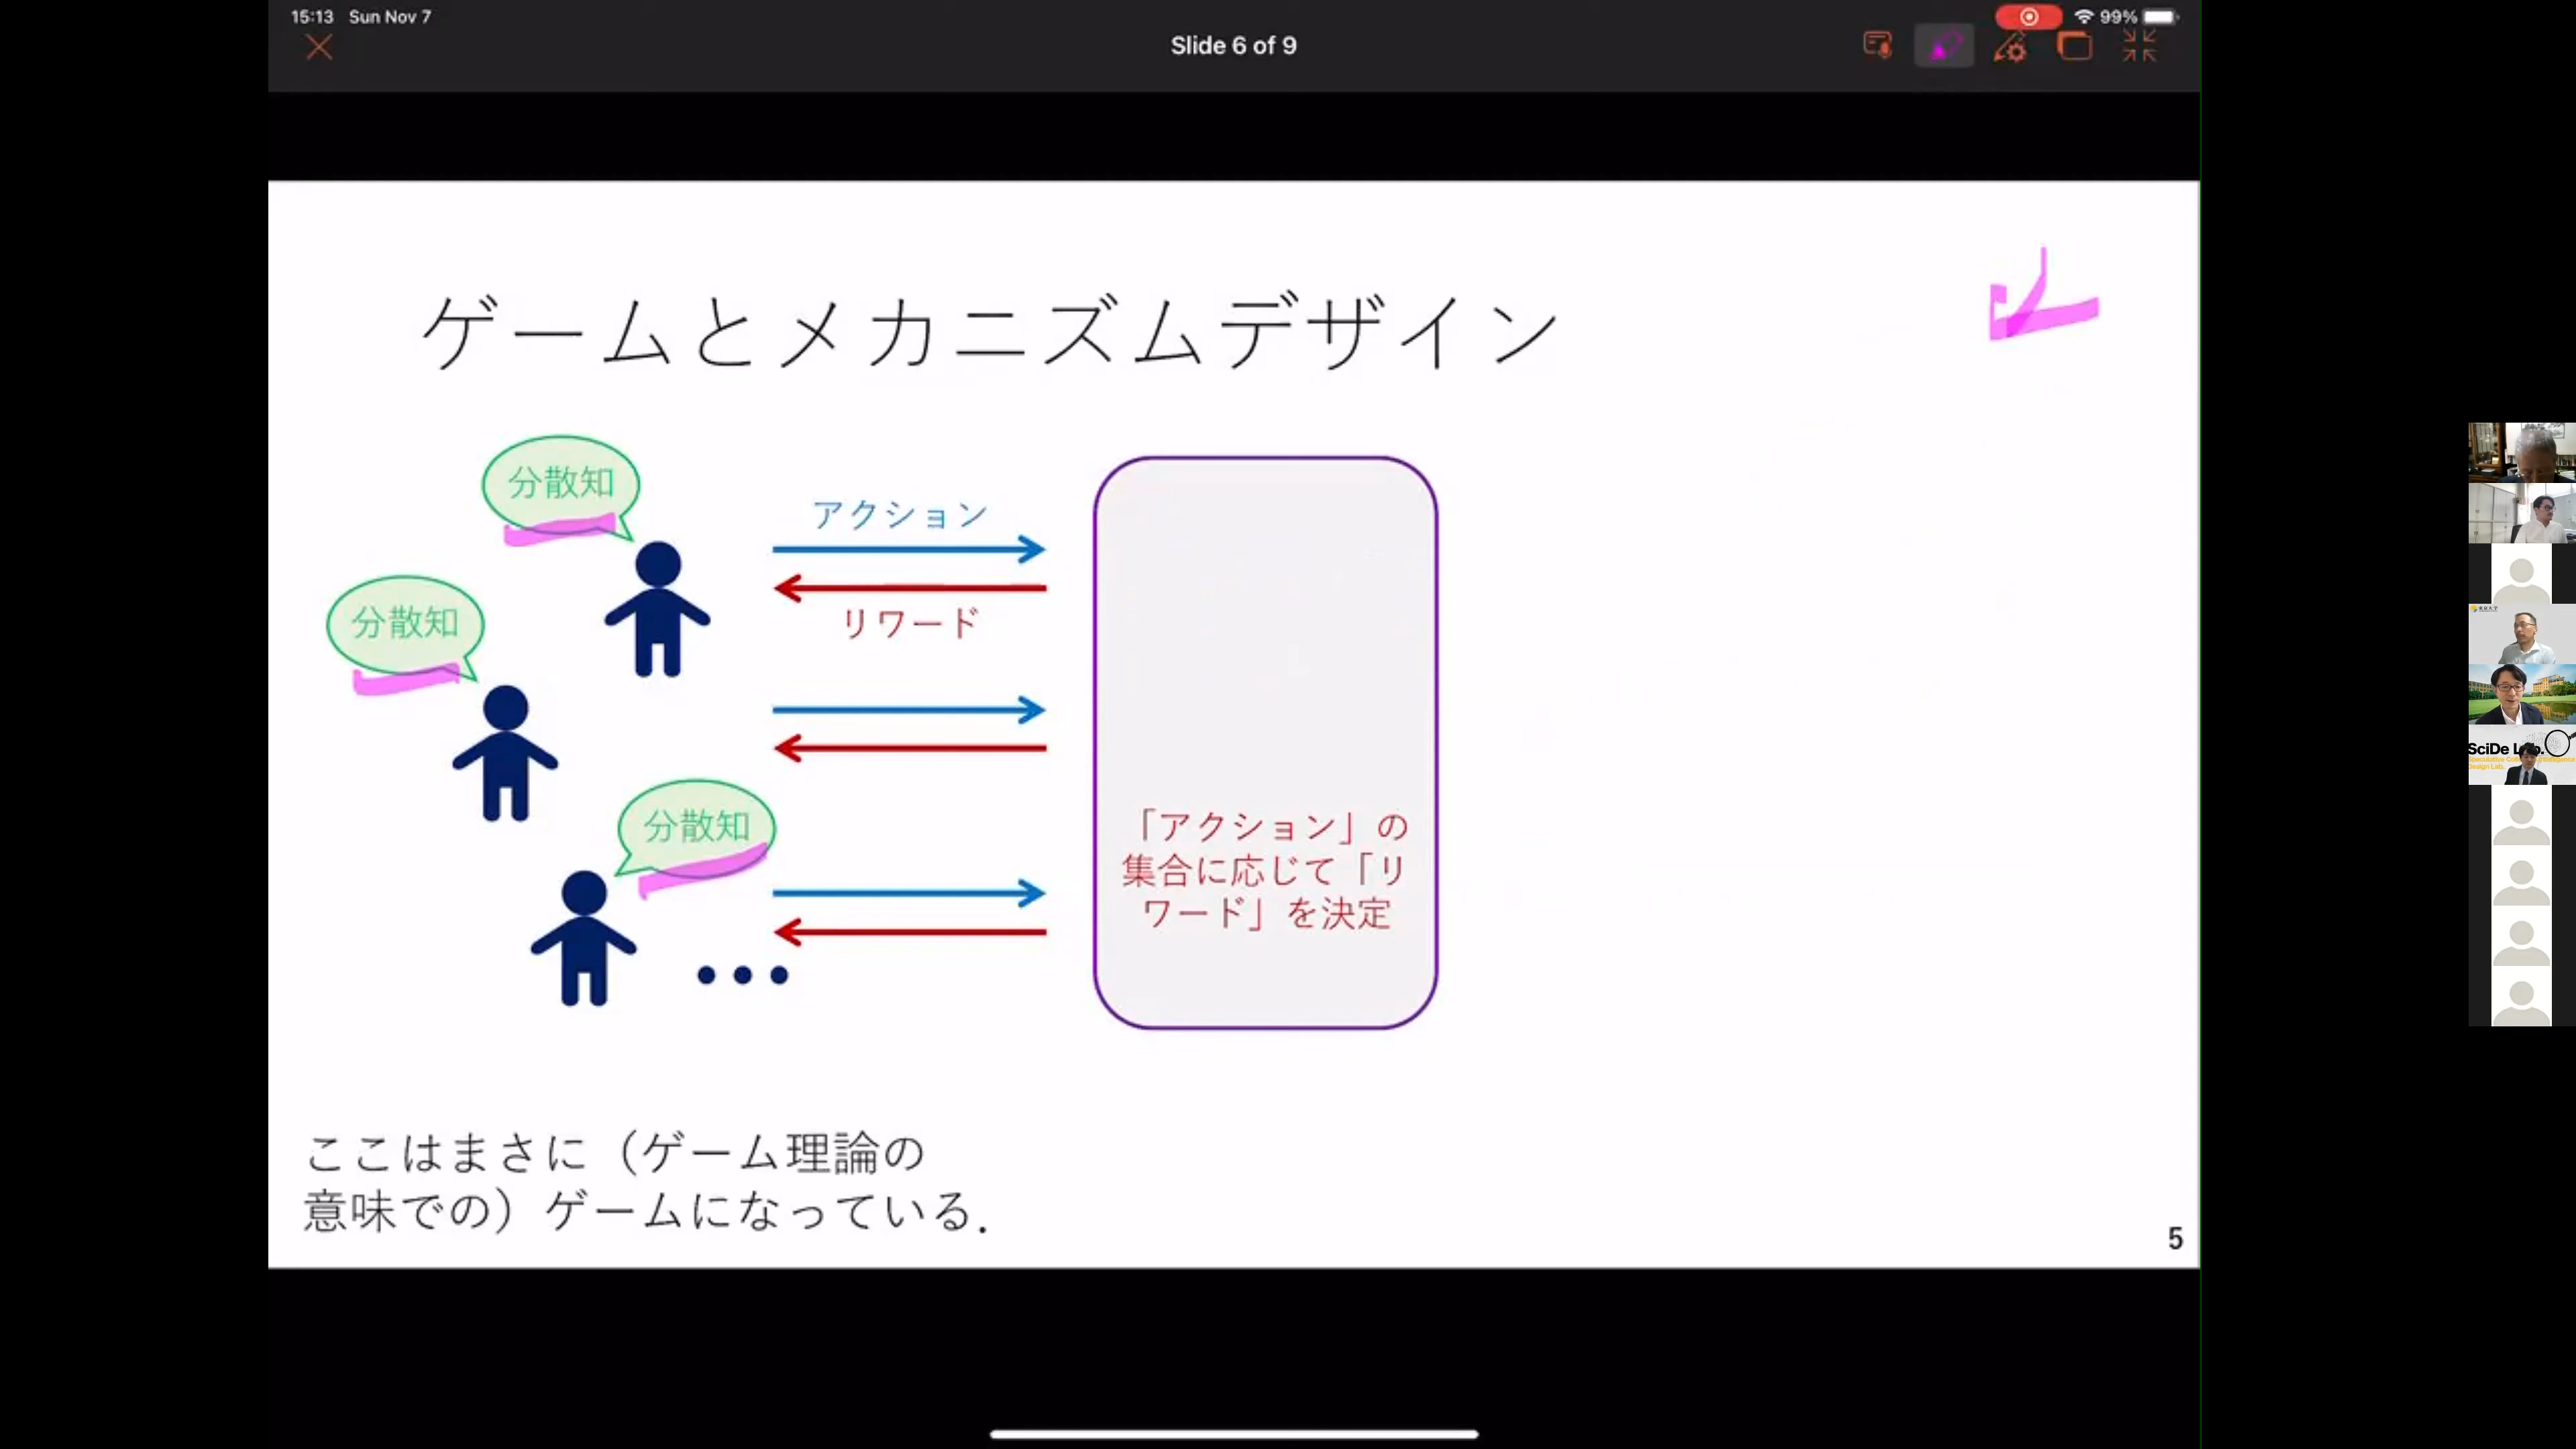 15:13 Sun Nov 7
99%
Slide 6 of 9
ゲームとメカニズムデザイン
分散知
アクション
リワード
分散知
分散知
「アクション」の
集合に応じて「リ
ワード」を決定
ここはまさに（ゲーム理論の
意味での）ゲームになっている．
5
SciDe Lab.
Design Lab.